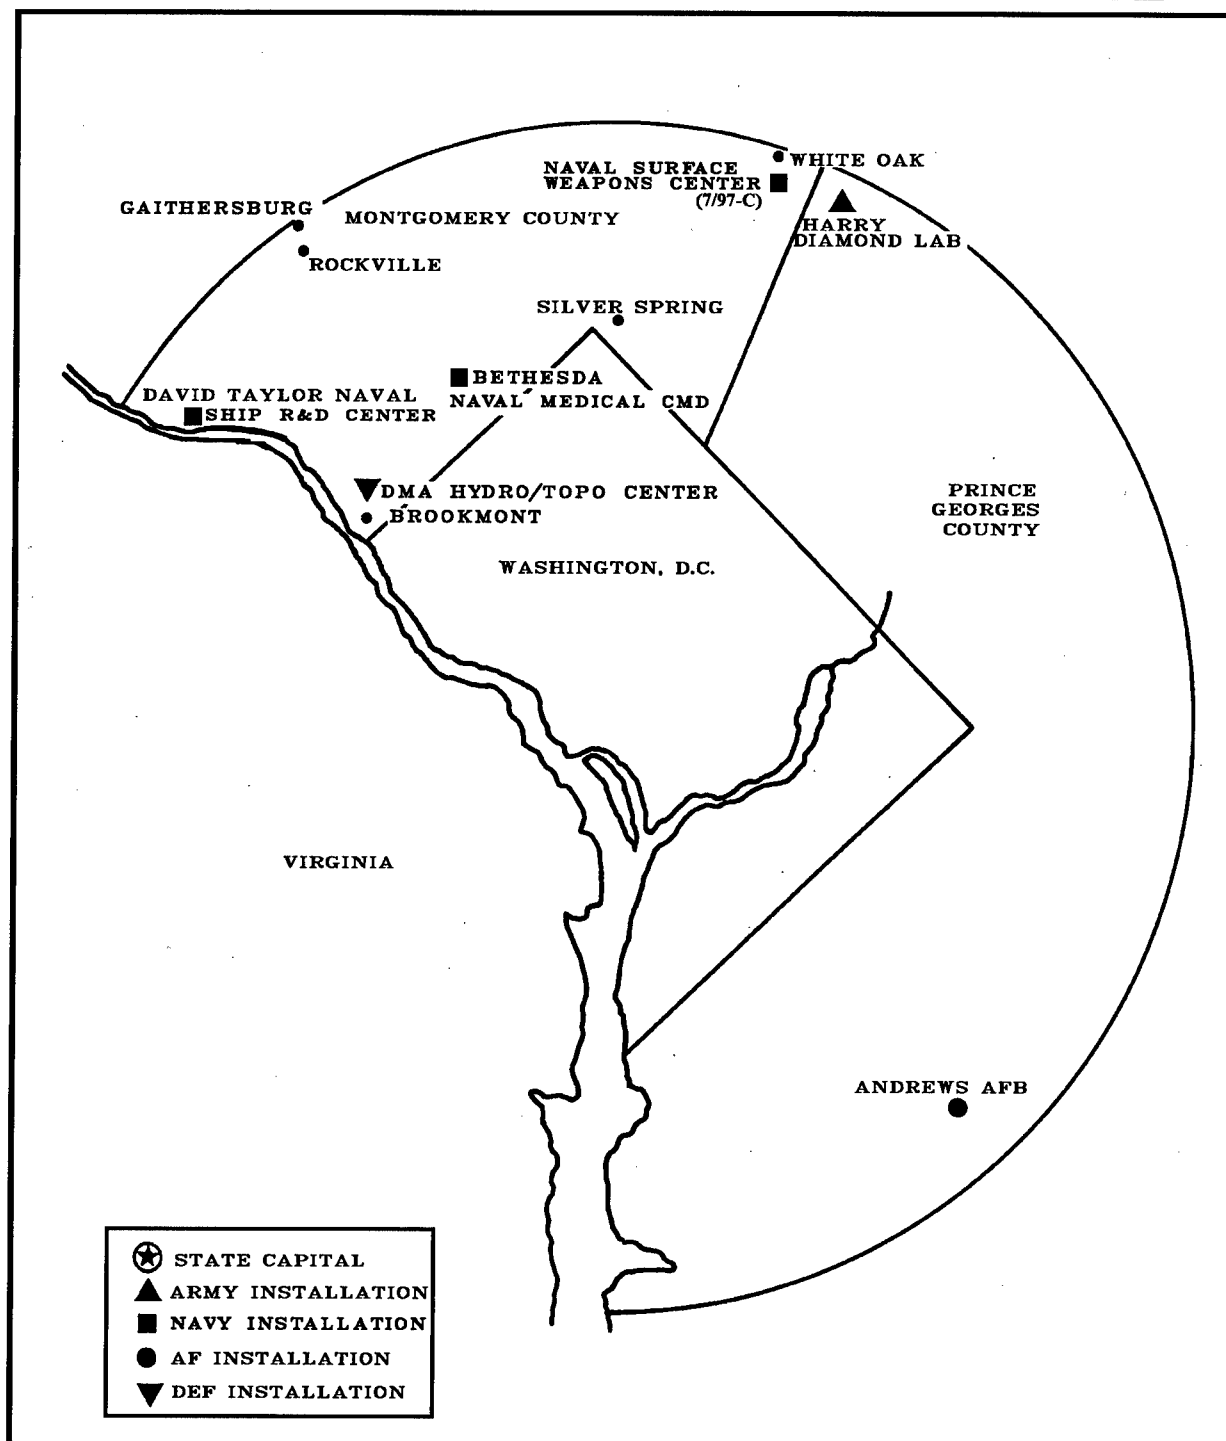 WHITE OAK
NAVAL SURFACE
WEAPONS CENTER
(7/97-C)
GAITHERSBURG
MONTGOMERY COUNTY
HARRY
DIAMOND LAB
ROCKVILLE
SILVER SPRING
BETHESDA
NAVAL MEDICAL CMD
DAVID TAYLOR NAVAL
SHIP R&D CENTER
DMA HYDRO/TOPO CENTER
BROOKMONT
PRINCE
GEORGES
COUNTY
WASHINGTON, D.C.
VIRGINIA
ANDREWS AFB
STATE CAPITAL
ARMY INSTALLATION
NAVY INSTALLATION
AF INSTALLATION
DEF INSTALLATION